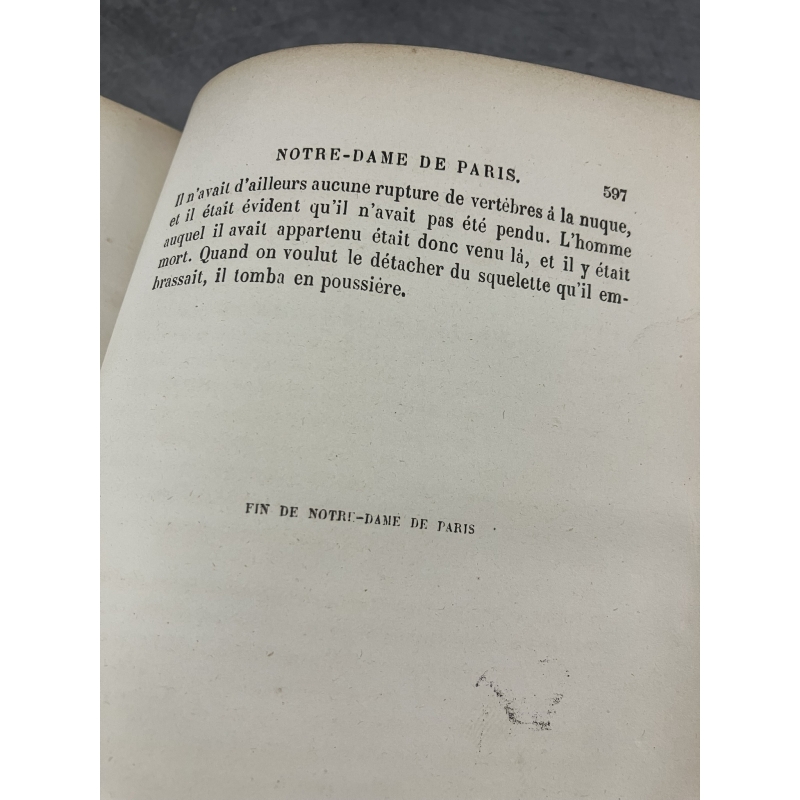 NOTRE-DAME DE PARIS. 597
Il n'avait d'ailleurs aucune rupture de vertèbres à la nuque,
et il était évident qu'il n'avait pas été pendu. L'homme
auquel il avait appartenu était donc venu là, et il y était
mort. Quand on voulut le détacher du squelette qu'il em-
brassait, il tomba en poussière.
FIN DE NOTRE-DAME DE PARIS